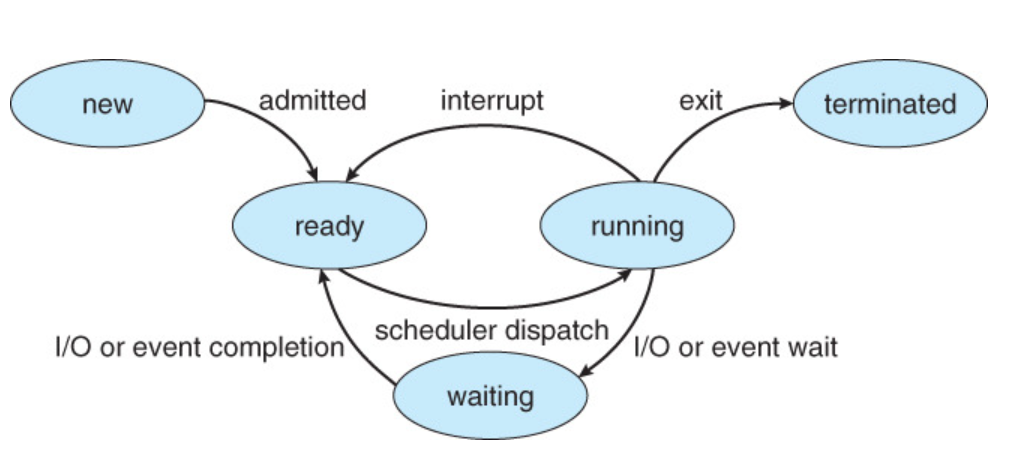 new
admitted
interrupt
exit
terminated
ready
running
scheduler dispatch
I/O or event completion
I/O or event wait
waiting